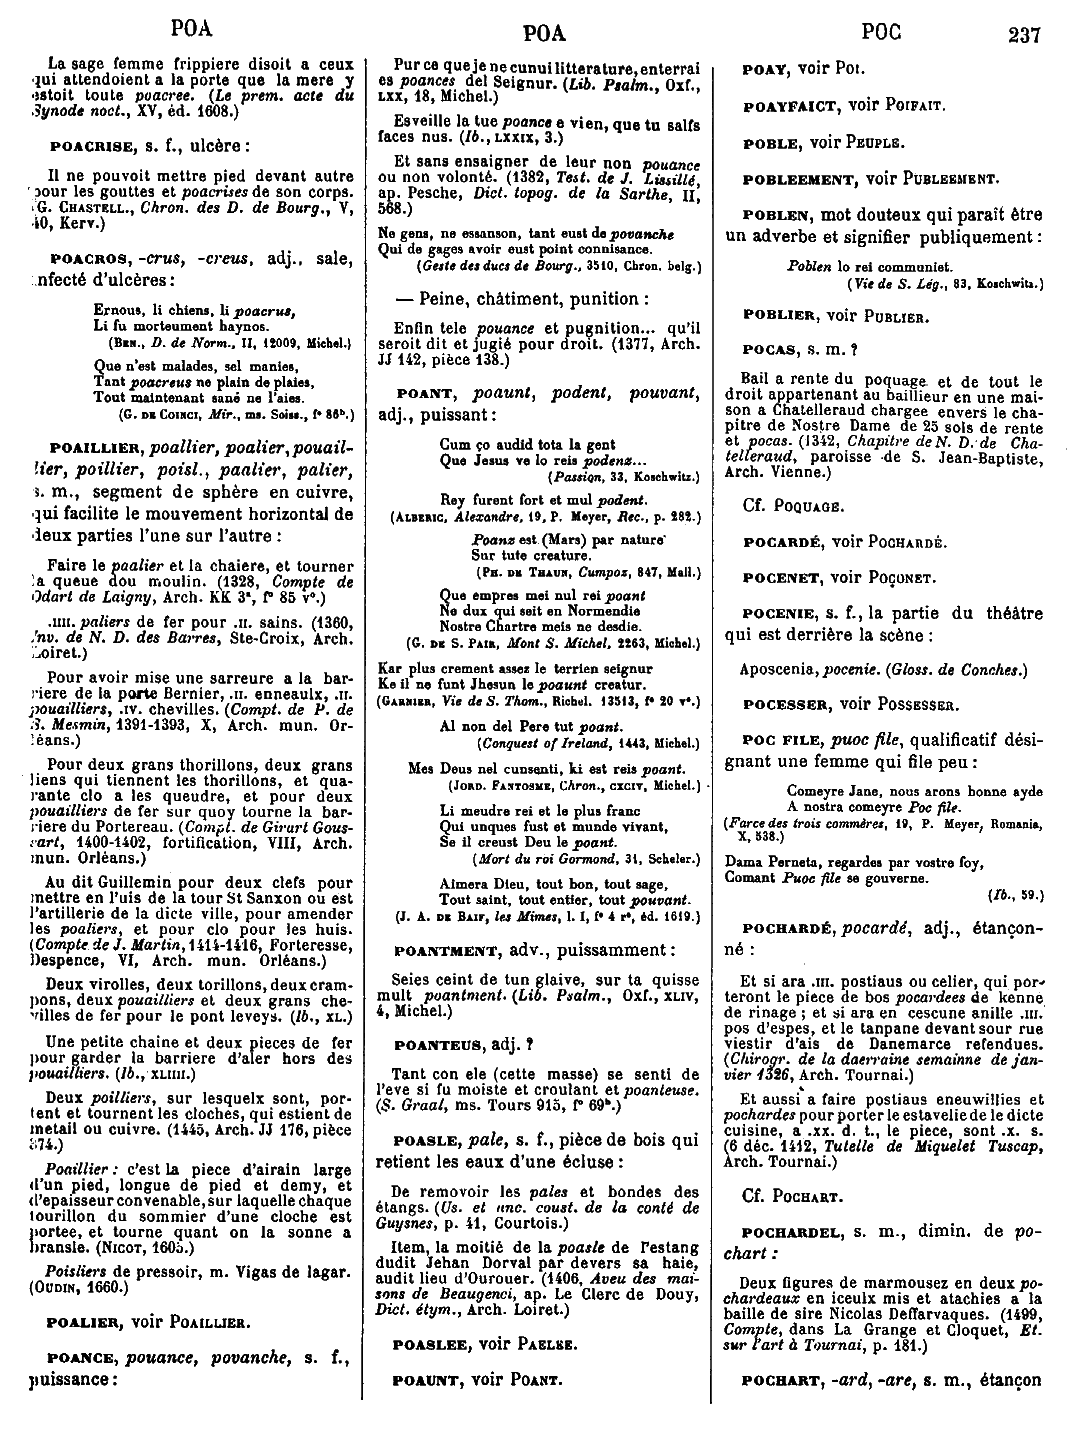 POA
La sage femme frippiere disoit a ceux
qui attendoient a la porte que la mere y
estoit toute poacree. (Le prem. acte du
Synode noct., XV, éd. 1608.)
POACRISE, s. f., ulcère :
Il ne pouvoit mettre pied devant autre
pour les gouttes et poacrises de son corps.
(G. CHASTELL., Chron. des D. de Bourg., V,
40, Kerv.)
POACROS, -crus, -creus, adj., sale,
infecté d'ulcères :
Ernous, li chiens, li poacrus,
Li fu morteument haynos.
(BEN., D. de Norm., II, 12009, Michel.)
Que n'est malades, sel manies,
Tant poacreus ne plain de plaies,
Tout maintenant sané ne l'aies.
(G. DE COINCI, Mir., ms. Soiss., f° 86b.)
POAILLIER, poallier, poalier, pouail-
lier, poillier, poisl., paalier, palier,
s. m., segment de sphère en cuivre,
qui facilite le mouvement horizontal de
deux parties l'une sur l'autre :
Faire le paalier et la chaiere, et tourner
la queue dou moulin. (1328, Compte de
Odart de Laigny, Arch. KK 3a, f° 85 v°.)
.IIII. paliers de fer pour .II. sains. (1360,
Inv. de N. D. des Barres, Ste-Croix, Arch.
Loiret.)
Pour avoir mise une sarreure a la bar-
riere de la porte Bernier, .II. enneaulx, .II.
pouailliers, .IV. chevilles. (Compt. de P. de
S. Mesmin, 1391-1393, X, Arch. mun. Or-
léans.)
Pour deux grans thorillons, deux grans
liens qui tiennent les thorillons, et qua-
rante clo a les queudre, et pour deux
pouailliers de fer sur quoy tourne la bar-
riere du Portereau. (Compt. de Girart Gous-
sart, 1400-1402, fortification, VIII, Arch.
mun. Orléans.)
Au dit Guillemin pour deux clefs pour
mettre en l'uis de la tour St Sanxon ou est
l'artillerie de la dicte ville, pour amender
les poaliers, et pour clo pour les huis.
(Compte de J. Martin, 1414-1416, Forteresse,
Despence, VI, Arch. mun. Orléans.)
Deux virolles, deux torillons, deux cram-
pons, deux pouailliers et deux grans che-
villes de fer pour le pont leveys. (Ib., XL.)
Une petite chaine et deux pieces de fer
pour garder la barriere d'aler hors des
pouailliers. (Ib., XLIIII.)
Deux poilliers, sur lesquelx sont, por-
tent et tournent les cloches, qui estient de
metail ou cuivre. (1445, Arch. JJ 176, pièce
374.)
Poaillier : c'est la piece d'airain large
d'un pied, longue de pied et demy, et
d'epaisseur convenable, sur laquelle chaque
tourillon du sommier d'une cloche est
portee, et tourne quant on la sonne a
bransle. (NICOT, 1605.)
Poisliers de pressoir, m. Vigas de lagar.
(OUDIN, 1660.)
POALIER, voir POAILLIER.
POANCE, pouance, povanche, s. f.,
puissance :
POA
Pur ce que je ne cunui litterature, enterrai
es poances del Seignur. (Lib. Psalm., Oxf.,
LXX, 18, Michel.)
Esveille la tue poance e vien, que tu salfs
faces nus. (Ib., LXXIX, 3.)
Et sans ensaigner de leur non pouance
ou non volonté. (1382, Test. de J. Lissillé,
ap. Pesche, Dict. topog. de la Sarthe, II,
568.)
Ne gens, ne essanson, tant eust de povanche
Qui de gages avoir eust point connisance.
(Geste des ducs de Bourg., 3510, Chron. belg.)
— Peine, châtiment, punition :
Enfin tele pouance et pugnition... qu'il
seroit dit et jugié pour droit. (1377, Arch.
JJ 142, pièce 138.)
POANT, poaunt, podent, pouvant,
adj., puissant :
Cum ço audid tota la gent
Que Jesus ve lo reis podenz...
(Passion, 33, Koschwitz.)
Rey furent fort et mul podent.
(ALBERIC, Alexandre, 19, P. Meyer, Rec., p. 282.)
Poanz est (Mars) par nature
Sur tute creature.
(PH. DE THAUN, Cumpoz, 847, Mall.)
Que empres mei nul rei poant
Ne dux qui seit en Normendie
Nostre Chartre meis ne desdie.
(G. DE S. PAIR, Mont S. Michel, 2263, Michel.)
Kar plus crement assez le terrien seignur
Ke il ne funt Jhesun le poaunt creatur.
(GARNIER, Vie de S. Thom., Richel. 13513, f° 20 v°.)
Al non del Pere tut poant.
(Conquest of Ireland, 1443, Michel.)
Mes Deus nel cunsenti, ki est reis poant.
(JORD. FANTOSME, Chron., CXCIV, Michel.)
Li meudre rei et le plus franc
Qui unques fust et munde vivant,
Se il creust Deu le poant.
(Mort du roi Gormond, 31, Scheler.)
Aimera Dieu, tout bon, tout sage,
Tout saint, tout entier, tout pouvant.
(J. A. DE BAIF, les Mimes, l. I, f° 4 r°, éd. 1619.)
POANTMENT, adv., puissamment :
Seies ceint de tun glaive, sur ta quisse
mult poantment. (Lib. Psalm., Oxf., XLIV,
4, Michel.)
POANTEUS, adj. ?
Tant con ele (cette masse) se senti de
l'eve si fu moiste et croulant et poanteuse.
(S. Graal, ms. Tours 915, f° 69b.)
POASLE, pale, s. f., pièce de bois qui
retient les eaux d'une écluse :
De removoir les pales et bondes des
étangs. (Us. et anc. coust. de la conté de
Guysnes, p. 41, Courtois.)
Item, la moitié de la poasle de l'estang
dudit Jehan Dorval par devers sa haie,
audit lieu d'Ourouer. (1406, Aveu des mai-
sons de Beaugenci, ap. Le Clerc de Douy,
Dict. étym., Arch. Loiret.)
POASLEE, voir PAELEE.
POAUNT, voir POANT.
POC 237
POAY, voir POI.
POAYFAICT, voir POIFAIT.
POBLE, voir PEUPLE.
POBLEEMENT, voir PUBLEEMENT.
POBLEN, mot douteux qui paraît être
un adverbe et signifier publiquement :
Poblen lo rei communiet.
(Vie de S. Lég., 83, Koschwitz.)
POBLIER, voir PUBLIER.
POCAS, s. m. ?
Bail a rente du poquage et de tout le
droit appartenant au baillieur en une mai-
son a Chatelleraud chargee envers le cha-
pitre de Nostre Dame de 25 sols de rente
et pocas. (1342, Chapitre de N. D. de Cha-
telleraud, paroisse de S. Jean-Baptiste,
Arch. Vienne.)
Cf. POQUAGE.
POCARDÉ, voir POCHARDÉ.
POCENET, voir POÇONET.
POCENIE, s. f., la partie du théâtre
qui est derrière la scène :
Aposcenia, pocenie. (Gloss. de Conches.)
POCESSER, voir POSSESSER.
POC FILE, puoc file, qualificatif dési-
gnant une femme qui file peu :
Comeyre Jane, nous arons bonne ayde
A nostra comeyre Poc file.
(Farce des trois commères, 19, P. Meyer, Romania,
X, 538.)
Dama Perneta, regardes par vostre foy,
Comant Puoc file se gouverne.
(Ib., 59.)
POCHARDÉ, pocardé, adj., étançon-
né :
Et si ara .III. postiaus ou celier, qui por-
teront le piece de bos pocardees de kenne
de rinage ; et si ara en cescune anille .III.
pos d'espes, et le tanpane devant sour rue
viestir d'ais de Danemarce refendues.
(Chirogr. de la daerraine semainne de jan-
vier 1326, Arch. Tournai.)
Et aussi a faire postiaus eneuwillies et
pochardes pour porter le estavelie de le dicte
cuisine, a .XX. d. t., le piece, sont .X. s.
(6 déc. 1412, Tutelle de Miquelet Tuscap,
Arch. Tournai.)
Cf. POCHART.
POCHARDEL, s. m., dimin. de po-
chart :
Deux figures de marmousez en deux po-
chardeaux en iceulx mis et atachies a la
baille de sire Nicolas Deffarvaques. (1499,
Compte, dans La Grange et Cloquet, Et.
sur l'art à Tournai, p. 181.)
POCHART, -ard, -are, s. m., étançon